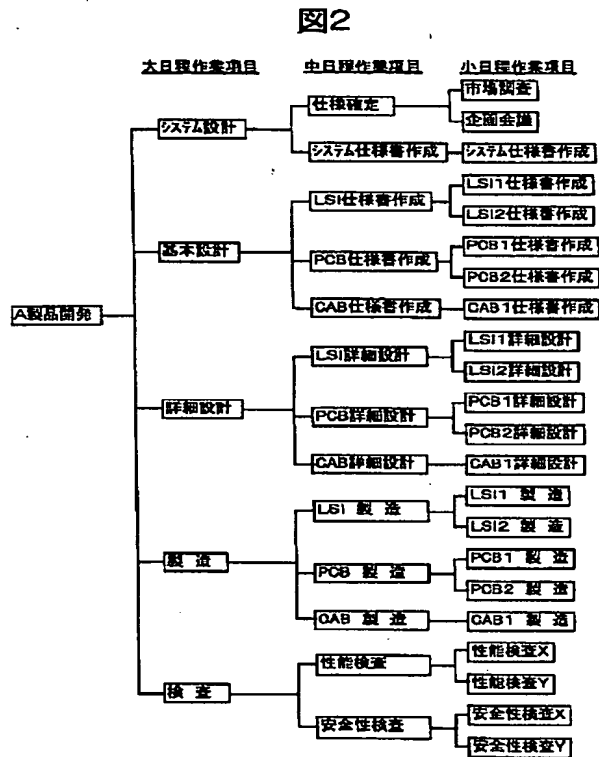 図2
大日程作業項目 中日程作業項目 小日程作業項目
A製品開発
システム設計
仕様確定
市場調査
企画会議
システム仕様書作成
システム仕様書作成
基本設計
LSI仕様書作成
LSI1仕様書作成
LSI2仕様書作成
PCB仕様書作成
PCB1仕様書作成
PCB2仕様書作成
CAB仕様書作成
CAB1仕様書作成
詳細設計
LSI詳細設計
LSI1詳細設計
LSI2詳細設計
PCB詳細設計
PCB1詳細設計
PCB2詳細設計
CAB詳細設計
CAB1詳細設計
製 造
LSI 製 造
LSI1 製 造
LSI2 製 造
PCB 製 造
PCB1 製 造
PCB2 製 造
CAB 製 造
CAB1 製 造
検 査
性能検査
性能検査X
性能検査Y
安全性検査
安全性検査X
安全性検査Y